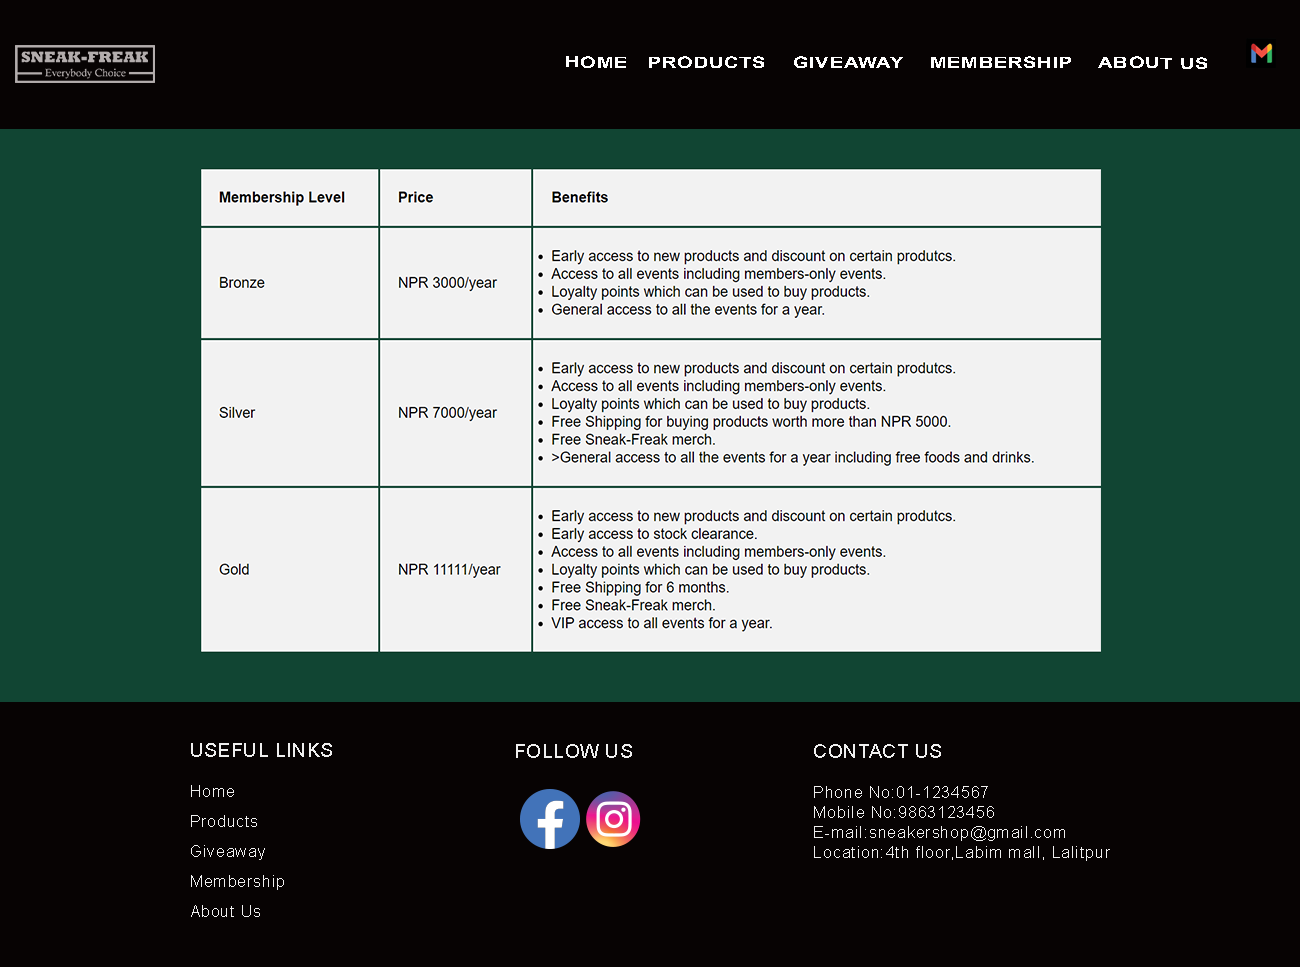 SNEAK-FREAK
Everybody Choice
HOME PRODUCTS GIVEAWAY MEMBERSHIP ABOUT US
Membership Level Price Benefits
Bronze NPR 3000/year
Early access to new products and discount on certain produtcs.
Access to all events including members-only events.
Loyalty points which can be used to buy products.
General access to all the events for a year.
Silver NPR 7000/year
Early access to new products and discount on certain produtcs.
Access to all events including members-only events.
Loyalty points which can be used to buy products.
Free Shipping for buying products worth more than NPR 5000.
Free Sneak-Freak merch.
>General access to all the events for a year including free foods and drinks.
Gold NPR 11111/year
Early access to new products and discount on certain produtcs.
Early access to stock clearance.
Access to all events including members-only events.
Loyalty points which can be used to buy products.
Free Shipping for 6 months.
Free Sneak-Freak merch.
VIP access to all events for a year.
USEFUL LINKS
Home
Products
Giveaway
Membership
About Us
FOLLOW US
CONTACT US
Phone No:01-1234567
Mobile No:9863123456
E-mail:sneakershop@gmail.com
Location:4th floor,Labim mall, Lalitpur